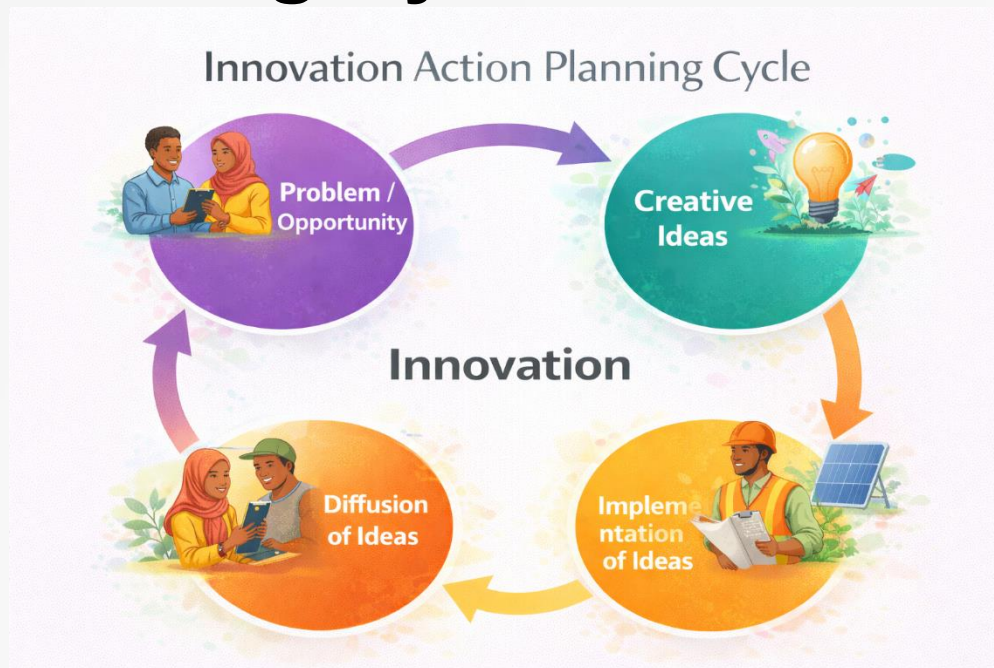 Innovation Action Planning Cycle
Problem /
Opportunity
Creative
Ideas
Innovation
Diffusion
of Ideas
Impleme
ntation
of Ideas